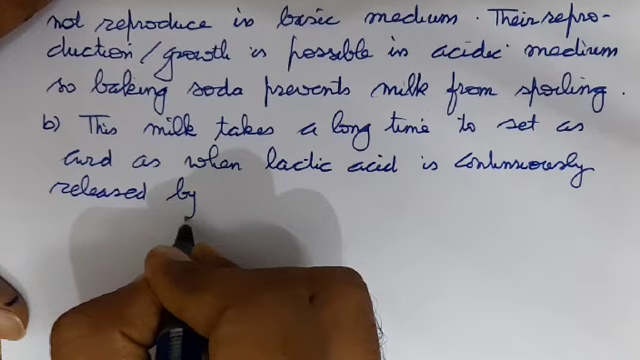 not reproduce in basic medium. Their repro-
duction/growth is possible in acidic medium
so baking soda prevents milk from spoiling.
b) This milk takes a long time to set as
curd as when lactic acid is continuously
released by